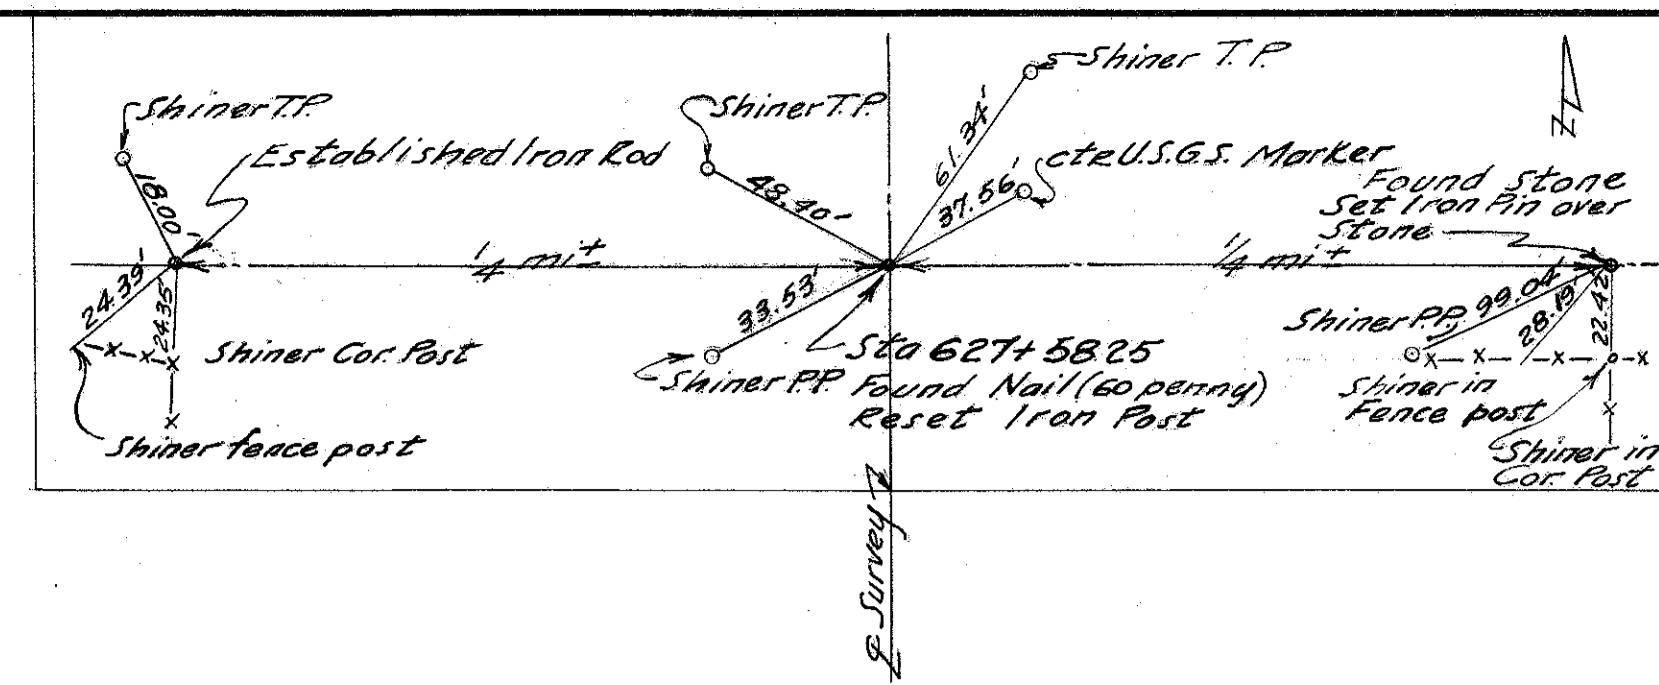 Shiner T.P.
18.00'
Established Iron Rod
24.39'
24.35'
Shiner Cor. Post
Shiner fence post
1/4 mi ±
Shiner T.P.
48.40'
Shiner T.P.
61.34'
37.56'
ctr U.S.G.S. Marker
33.53'
Shiner P.P.
Sta 627+58.25
Found Nail (60 penny)
Reset Iron Post
1/4 mi ±
N
Found Stone
Set Iron Pin over
Stone
99.04'
28.19'
22.42
Shiner P.P.
Shiner in
Fence post
Shiner in
Cor. Post
℄ Survey